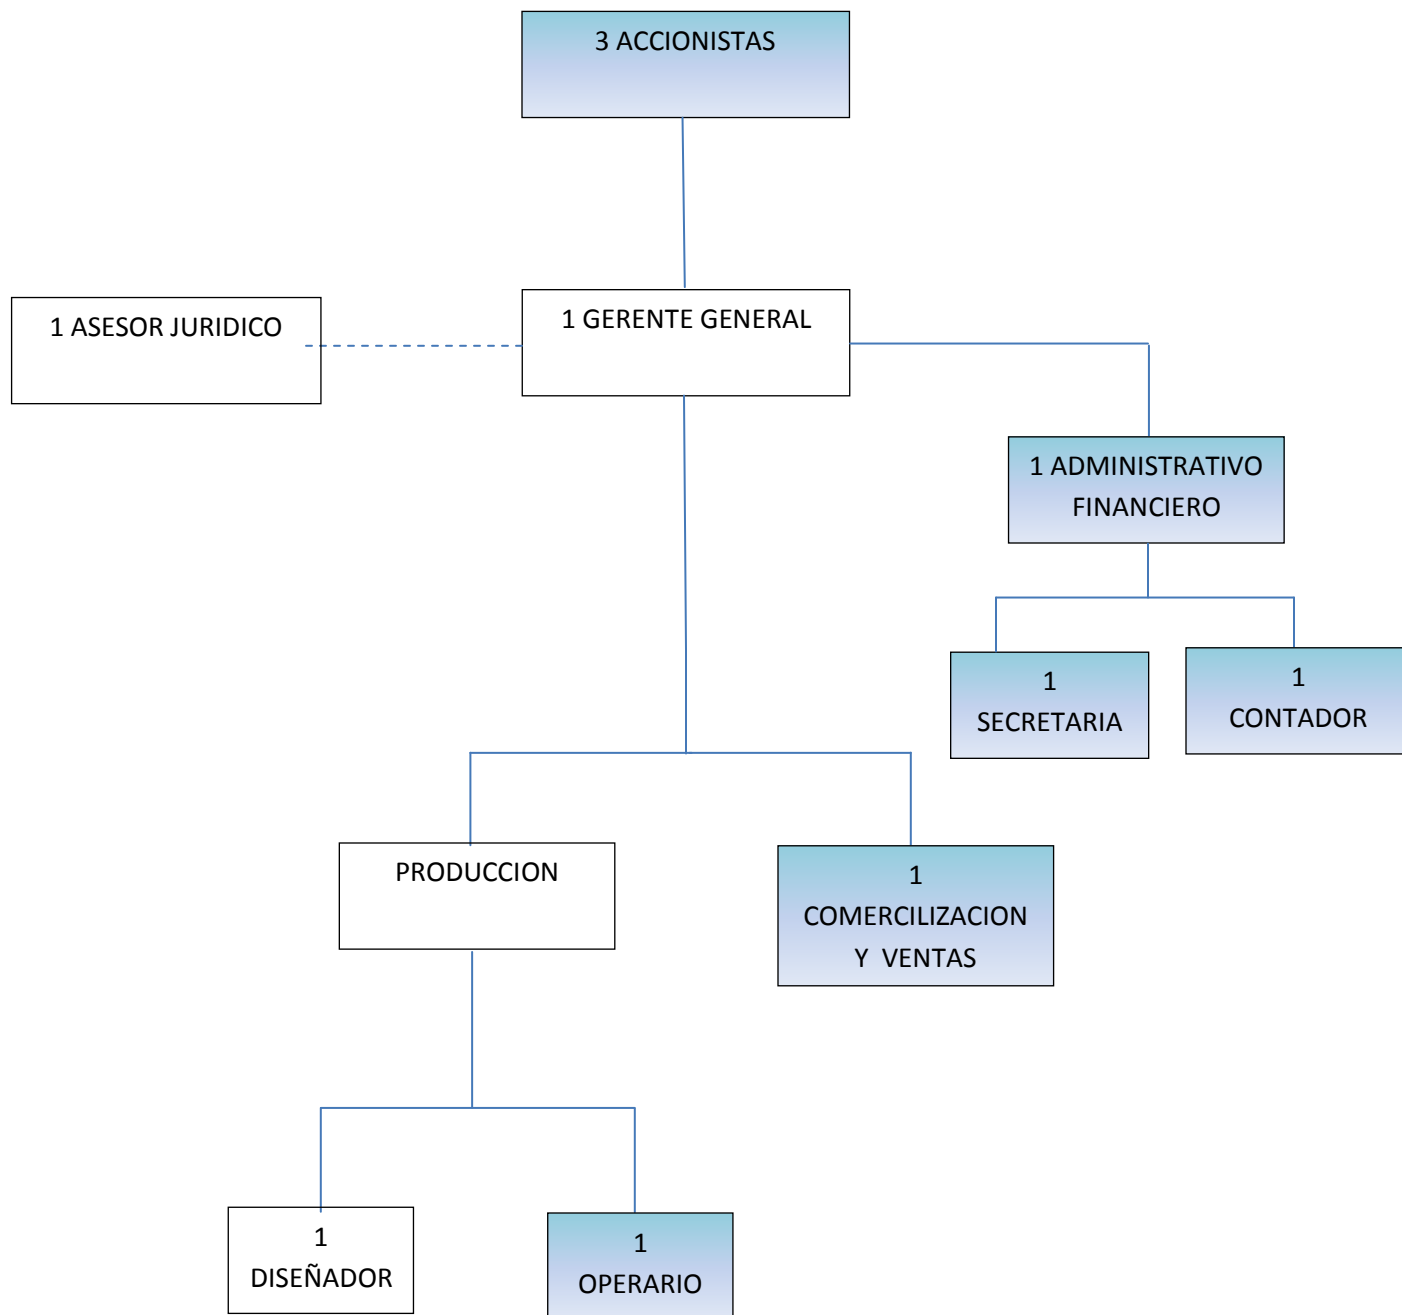 3 ACCIONISTAS
1 ASESOR JURIDICO
1 GERENTE GENERAL
1 ADMINISTRATIVO
FINANCIERO
1
SECRETARIA
1
CONTADOR
PRODUCCION
1
COMERCILIZACION
Y VENTAS
1
DISEÑADOR
1
OPERARIO